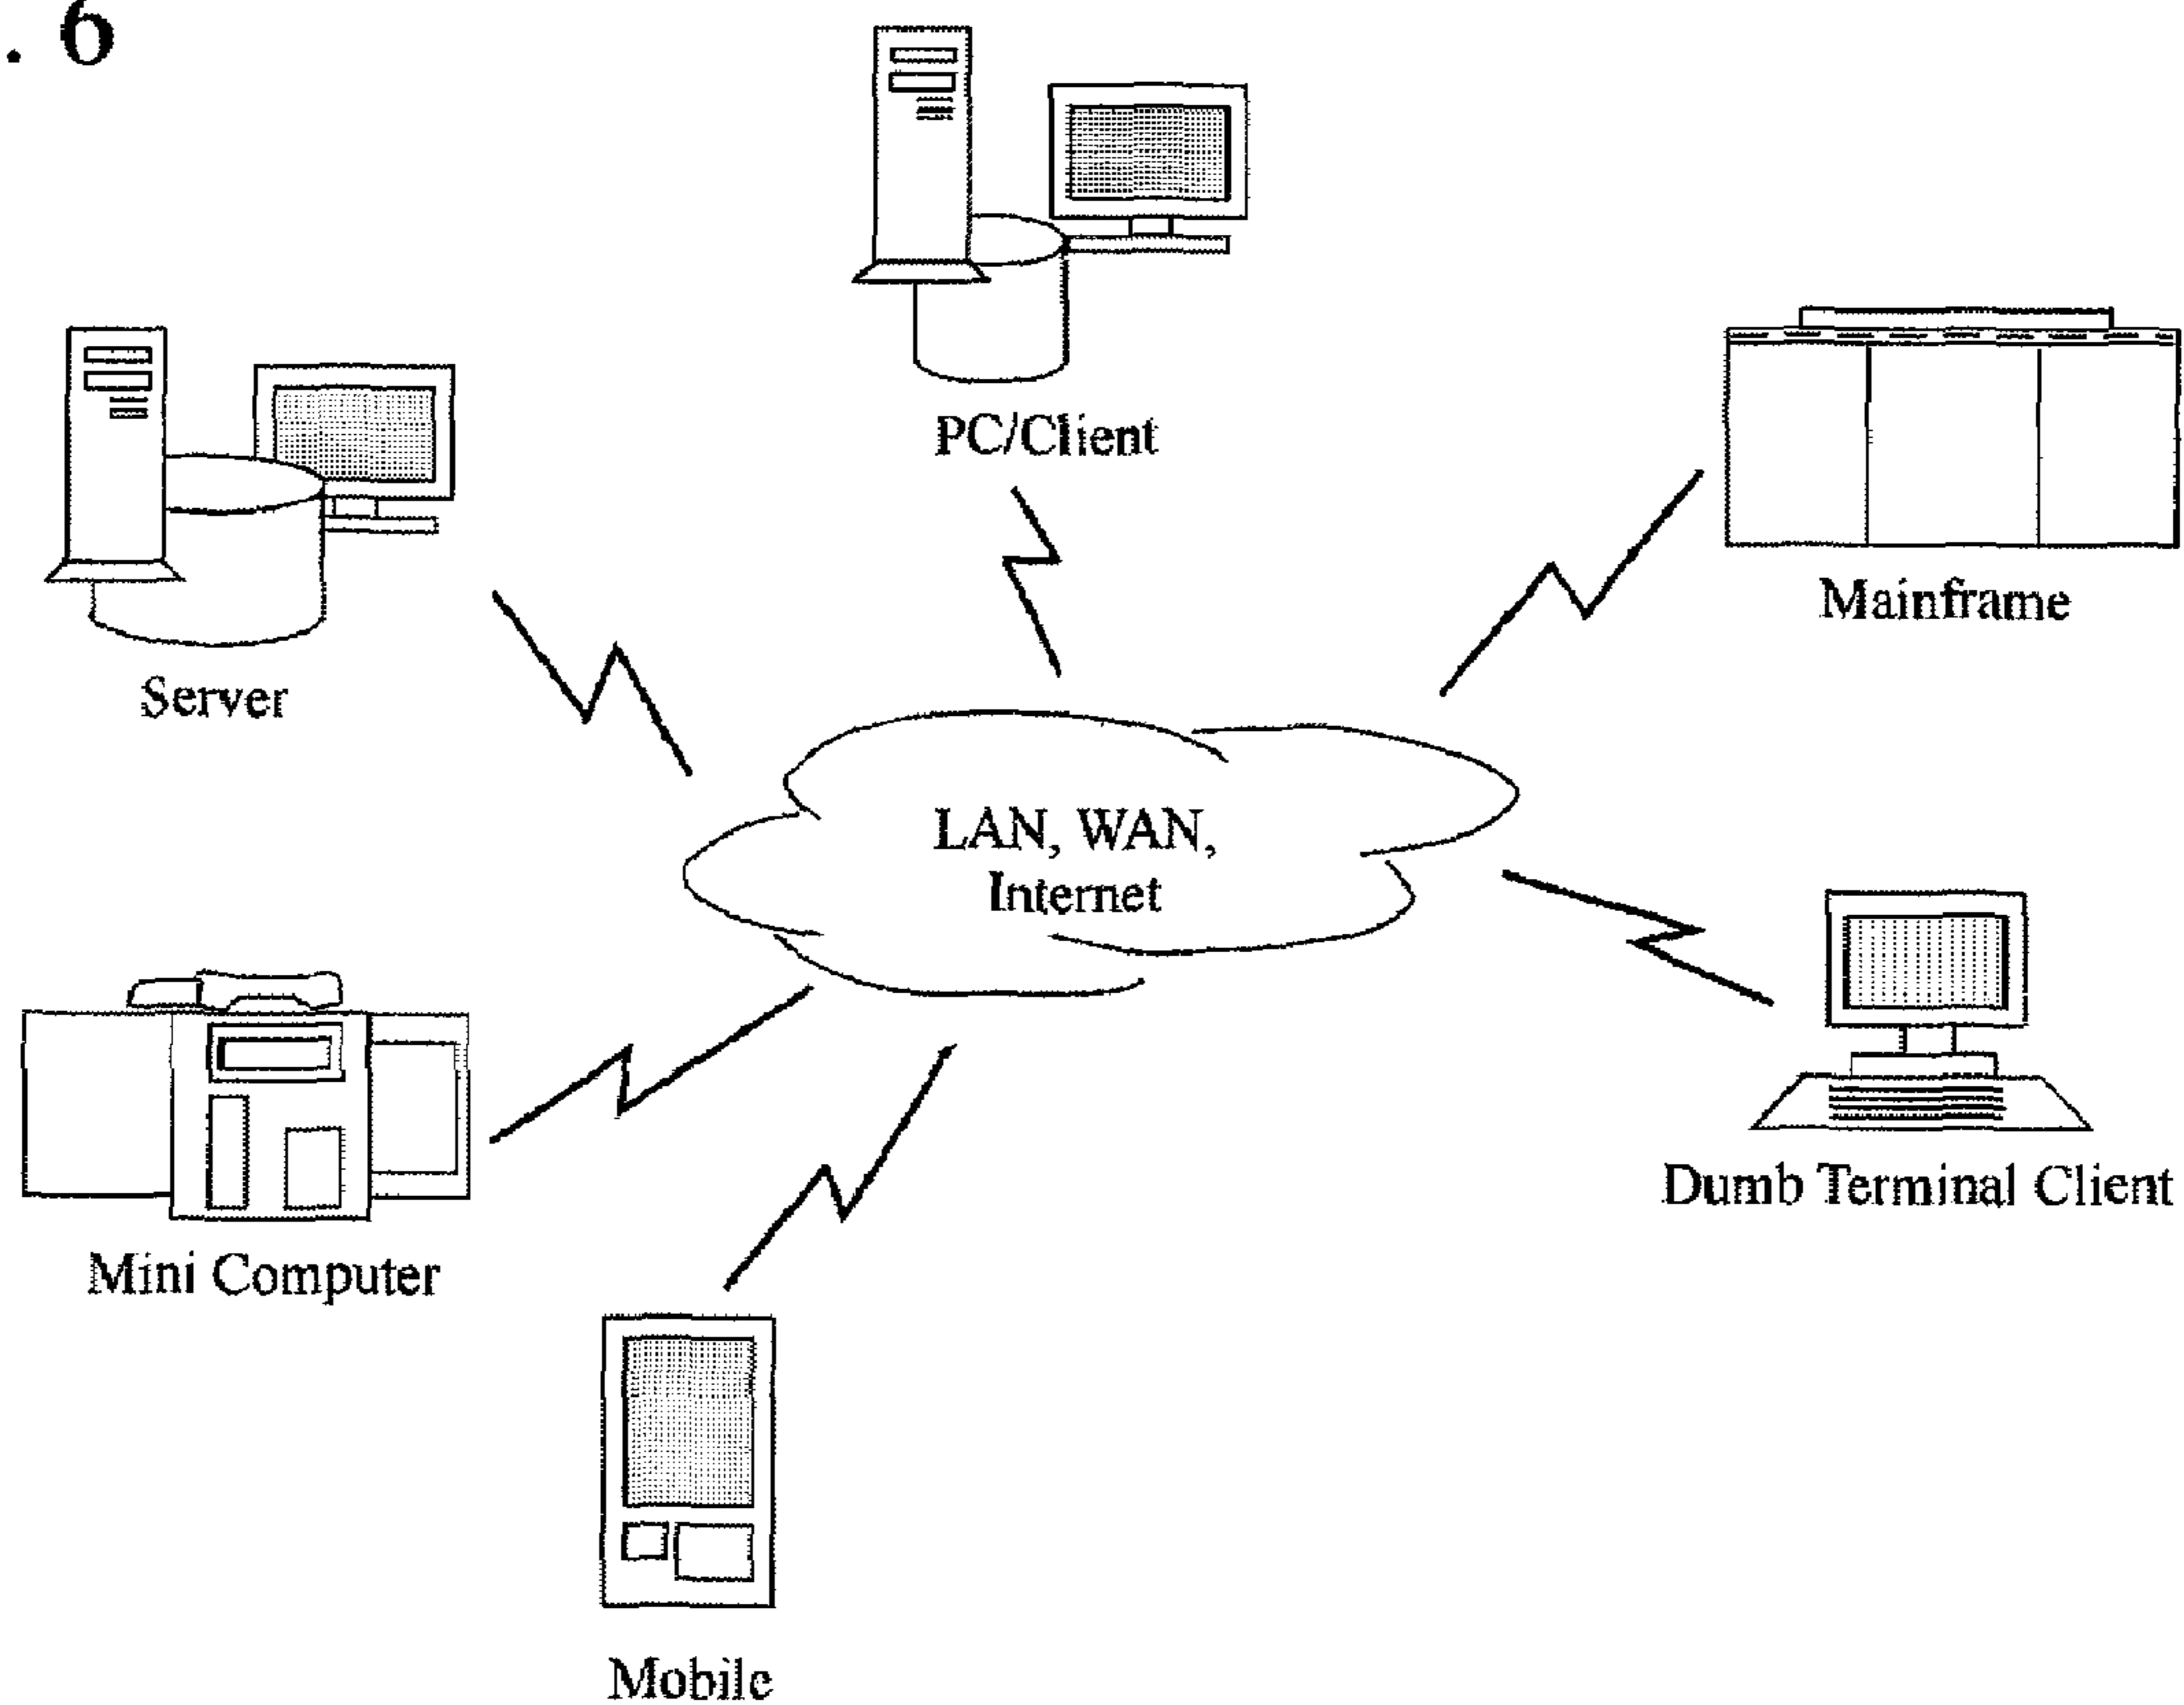 . 6
PC/Client
Mainframe
Server
LAN, WAN,
Internet
Dumb Terminal Client
Mini Computer
Mobile